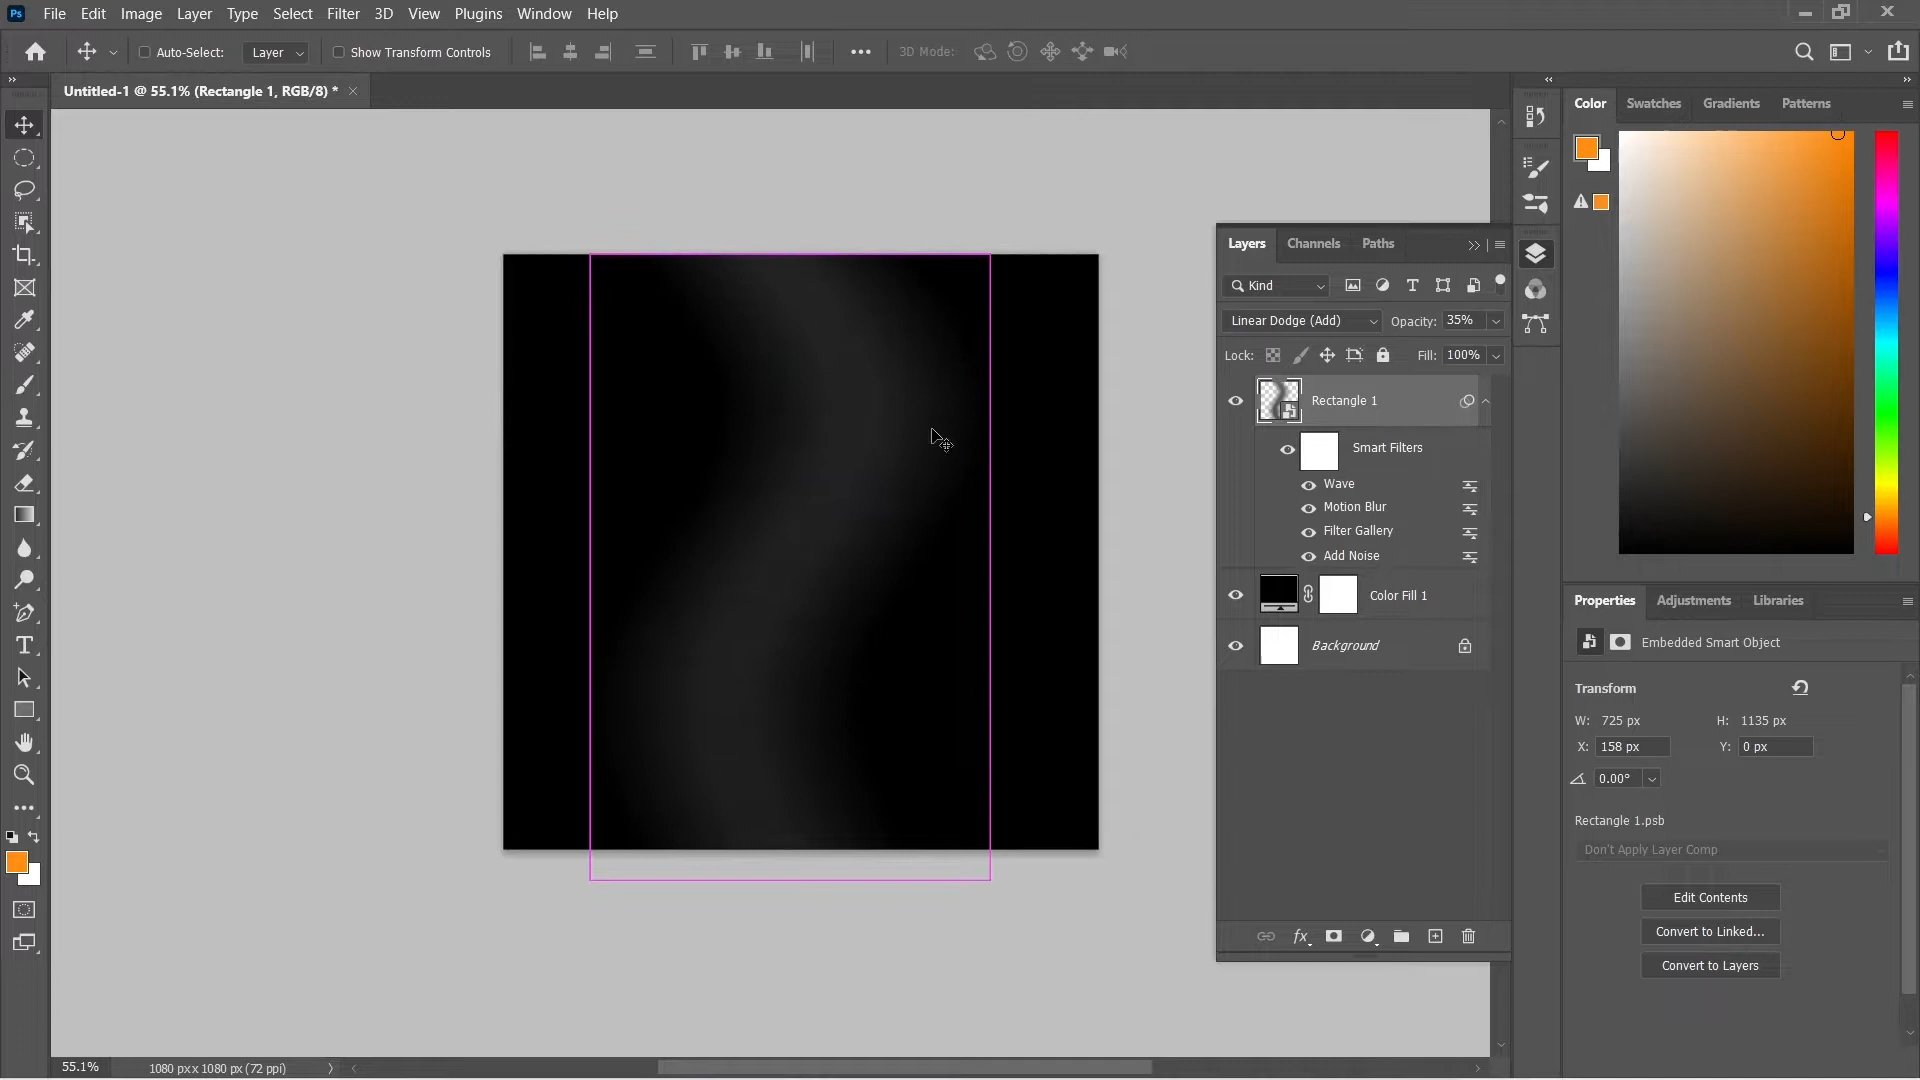 Ps File Edit Image Layer Type Select Filter 3D View Plugins Window Help
Auto-Select: Layer Show Transform Controls 3D Mode:
Untitled-1 @ 55.1% (Rectangle 1, RGB/8) *
Color Swatches Gradients Patterns
Layers Channels Paths
Kind
Linear Dodge (Add) Opacity: 35%
Lock: Fill: 100%
Rectangle 1
Smart Filters
Wave
Motion Blur
Filter Gallery
Add Noise
Color Fill 1
Background
fx
Properties Adjustments Libraries
Embedded Smart Object
Transform
W: 725 px H: 1135 px
X: 158 px Y: 0 px
0.00°
Rectangle 1.psb
Don't Apply Layer Comp
Edit Contents
Convert to Linked...
Convert to Layers
55.1% 1080 px x 1080 px (72 ppi)